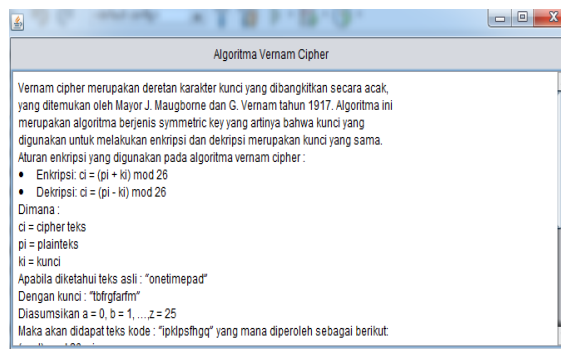 Algoritma Vernam Cipher
Vernam cipher merupakan deretan karakter kunci yang dibangkitkan secara acak,
yang ditemukan oleh Mayor J. Maugborne dan G. Vernam tahun 1917. Algoritma ini
merupakan algoritma berjenis symmetric key yang artinya bahwa kunci yang
digunakan untuk melakukan enkripsi dan dekripsi merupakan kunci yang sama.
Aturan enkripsi yang digunakan pada algoritma vernam cipher :
• Enkripsi: ci = (pi + ki) mod 26
• Dekripsi: ci = (pi - ki) mod 26
Dimana :
ci = cipher teks
pi = plainteks
ki = kunci
Apabila diketahui teks asli : "onetimepad"
Dengan kunci : "tbfrgfarfm"
Diasumsikan a = 0, b = 1, ...,z = 25
Maka akan didapat teks kode : "ipklpsfhgq" yang mana diperoleh sebagai berikut: